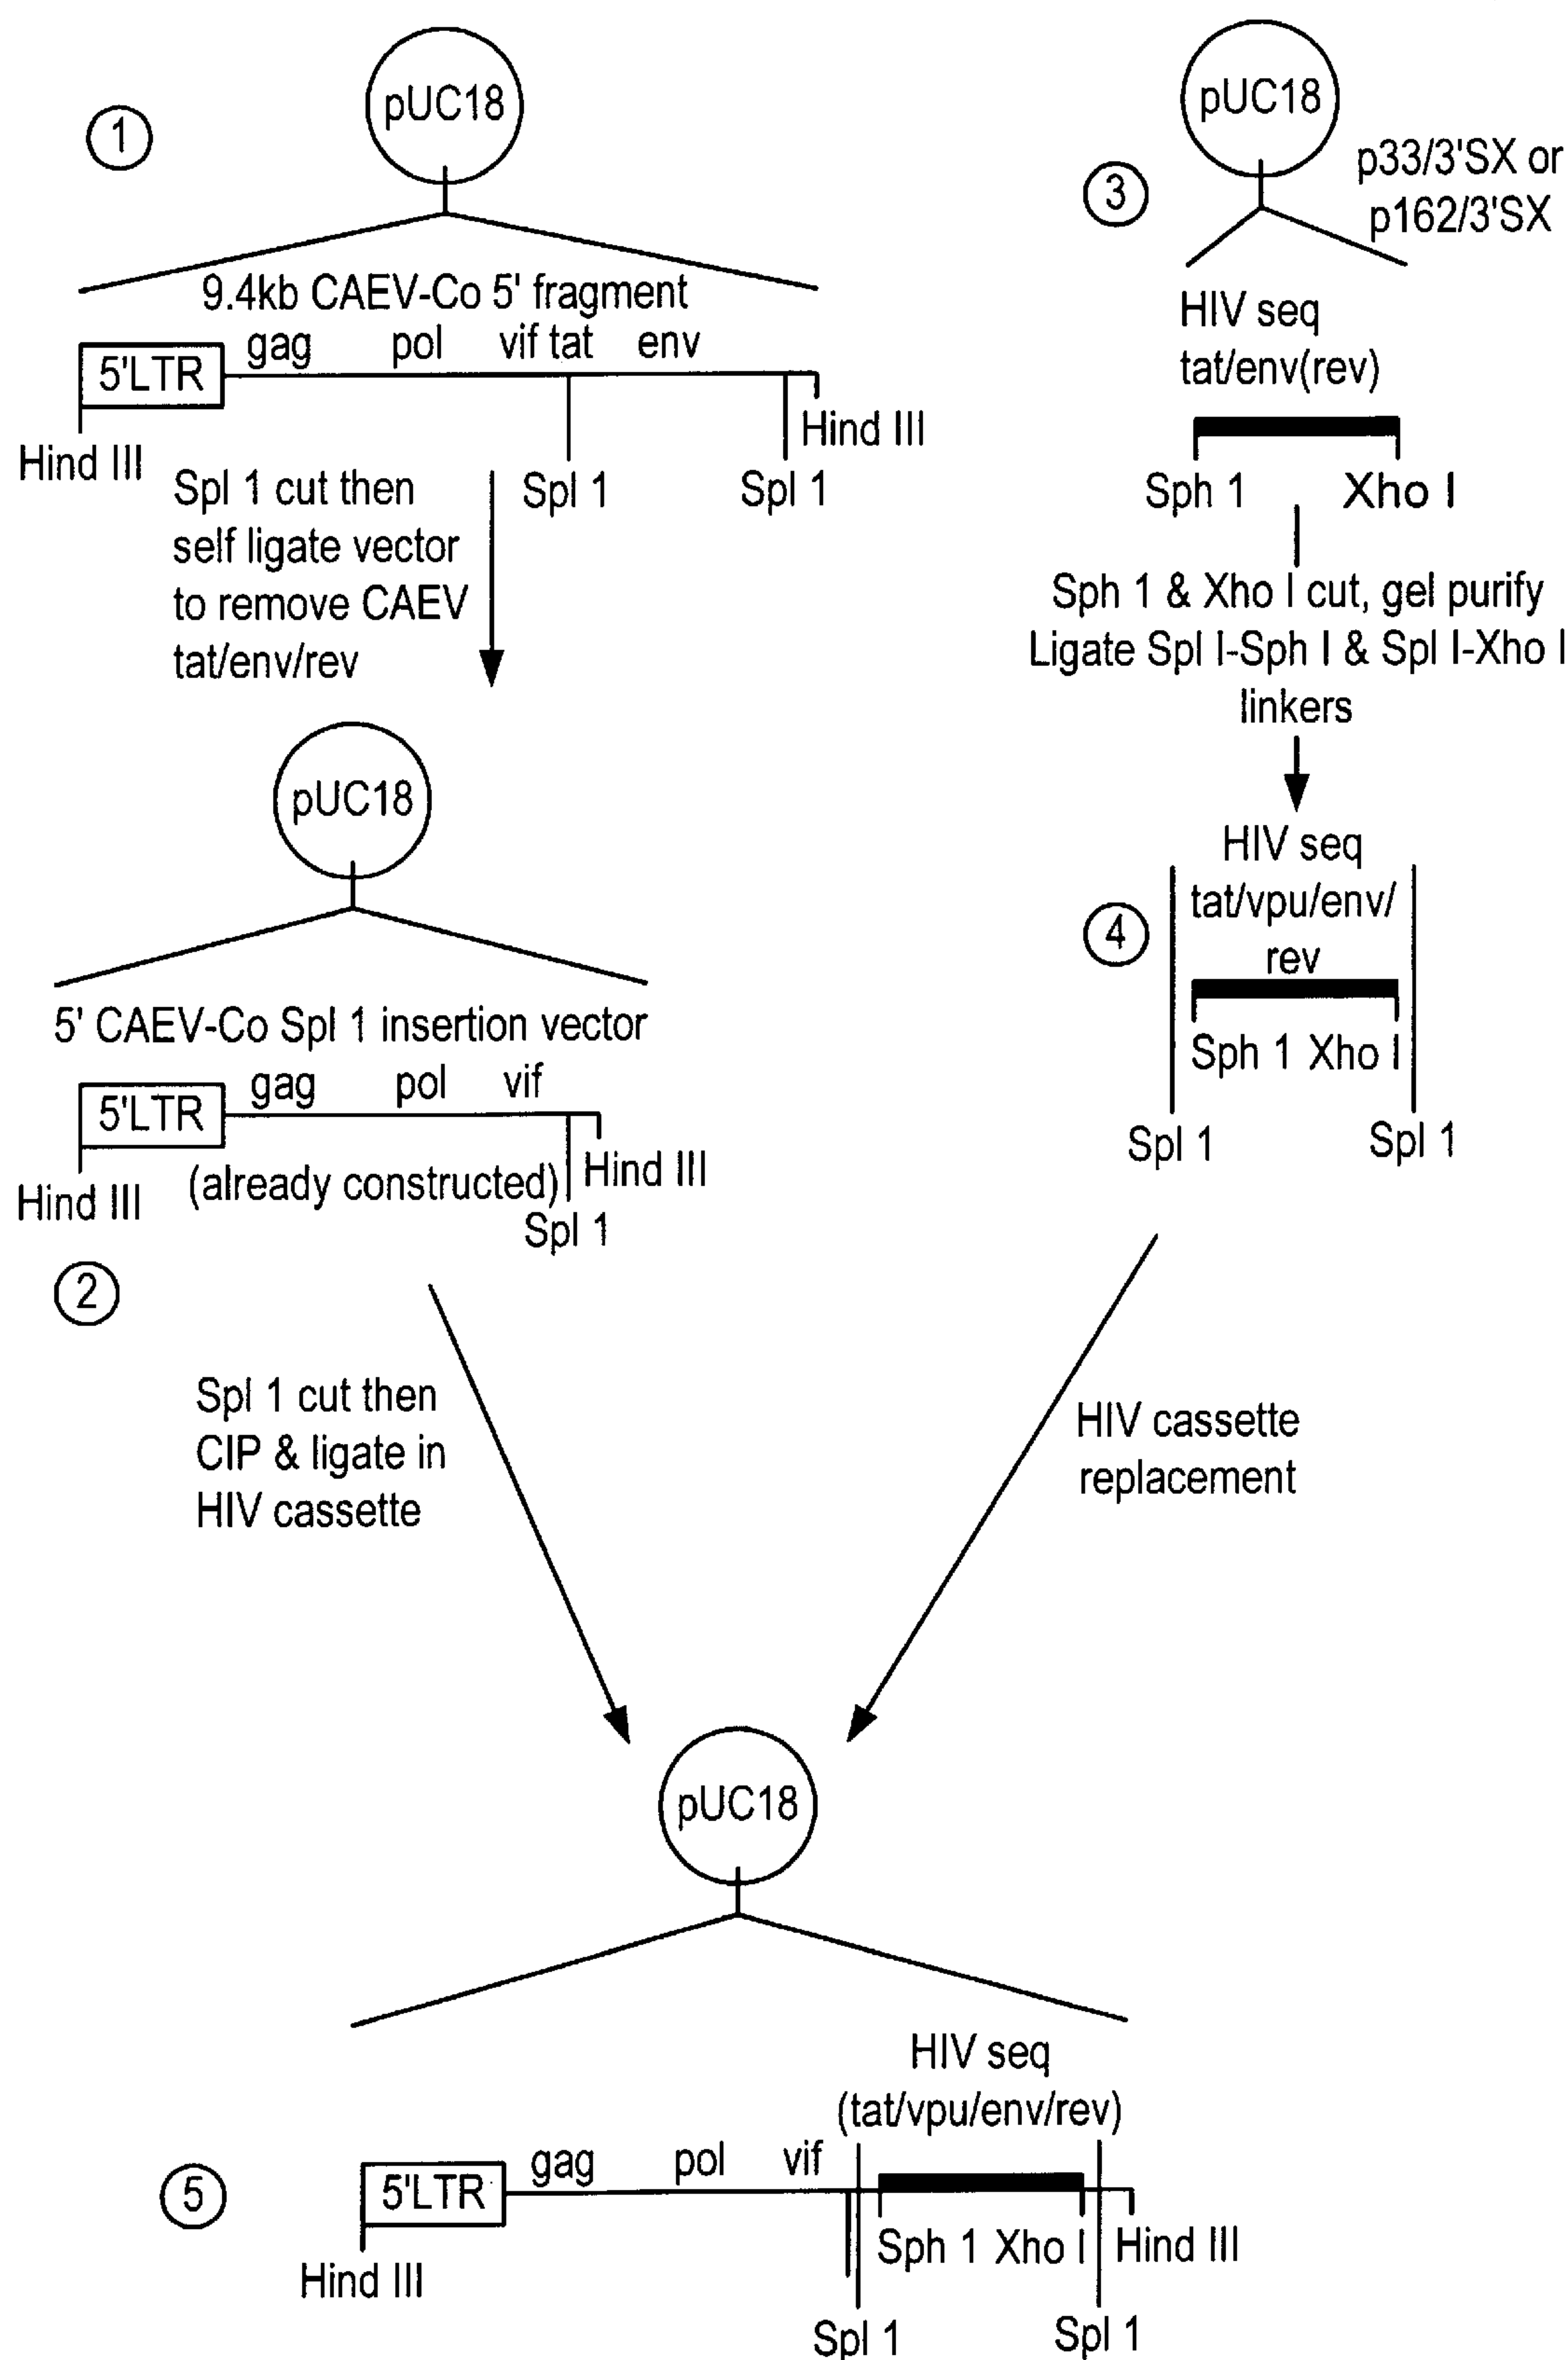 1
pUC18
9.4kb CAEV-Co 5' fragment
gag pol vif tat env
5'LTR
Hind III
Hind III
Spl 1
Spl 1
Spl 1 cut then
self ligate vector
to remove CAEV
tat/env/rev
pUC18
5' CAEV-Co Spl 1 insertion vector
gag pol vif
5'LTR
Hind III
(already constructed)
Hind III
Spl 1
2
Spl 1 cut then
CIP & ligate in
HIV cassette
3
pUC18
p33/3'SX or
p162/3'SX
HIV seq
tat/env(rev)
Sph 1 Xho I
Sph 1 & Xho I cut, gel purify
Ligate Spl I-Sph I & Spl I-Xho I
linkers
4
HIV seq
tat/vpu/env/
rev
Sph 1 Xho I
Spl 1 Spl 1
HIV cassette
replacement
pUC18
5
HIV seq
(tat/vpu/env/rev)
gag pol vif
5'LTR
Sph 1 Xho I Hind III
Hind III
Spl 1 Spl 1